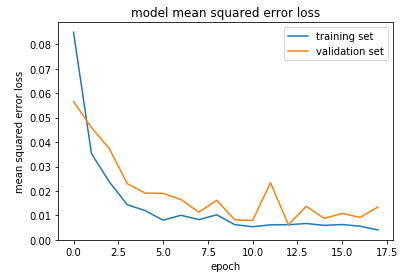 model mean squared error loss
training set
validation set
mean squared error loss
0.08
0.07
0.06
0.05
0.04
0.03
0.02
0.01
0.00
0.0 2.5 5.0 7.5 10.0 12.5 15.0 17.5
epoch